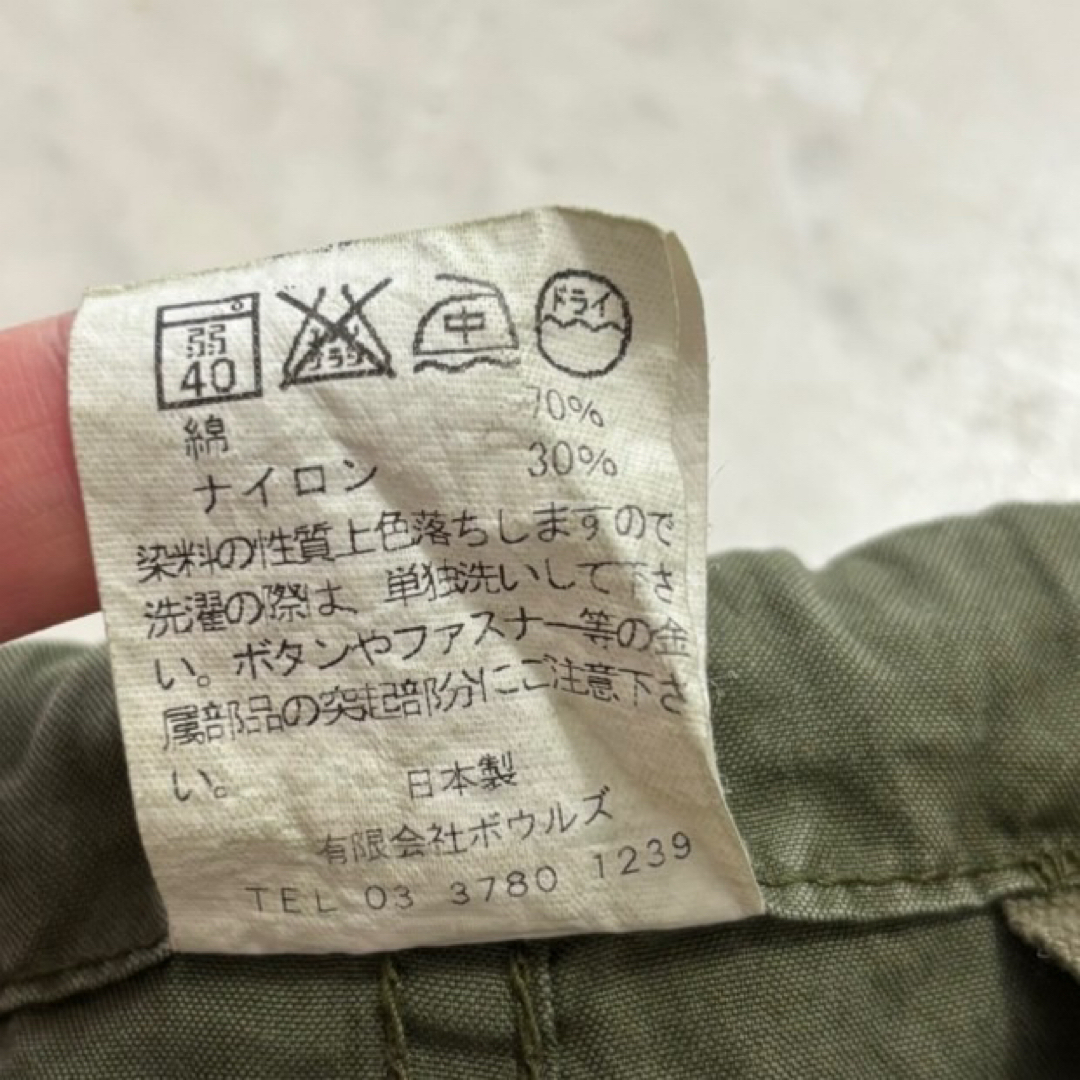 弱 中 ドライ
40
綿 70%
ナイロン 30%
染料の性質上色落ちしますので
洗濯の際は、単独洗いして下さ
い。ボタンやファスナー等の金
属部品の突起部分にご注意下さ
い。
日本製
有限会社ボウルズ
TEL 03 3780 1239